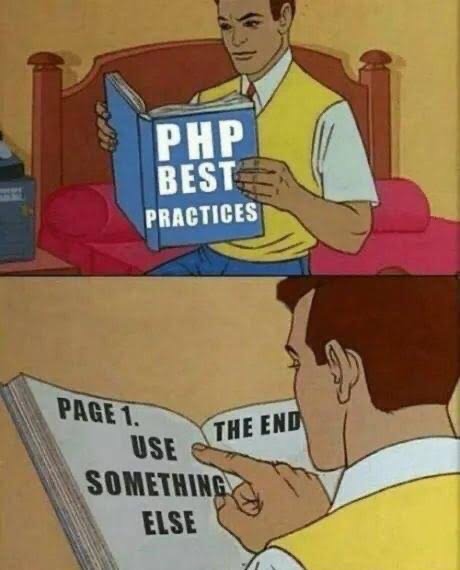 PHP
BEST
PRACTICES
PAGE 1.
USE
SOMETHING
ELSE
THE END